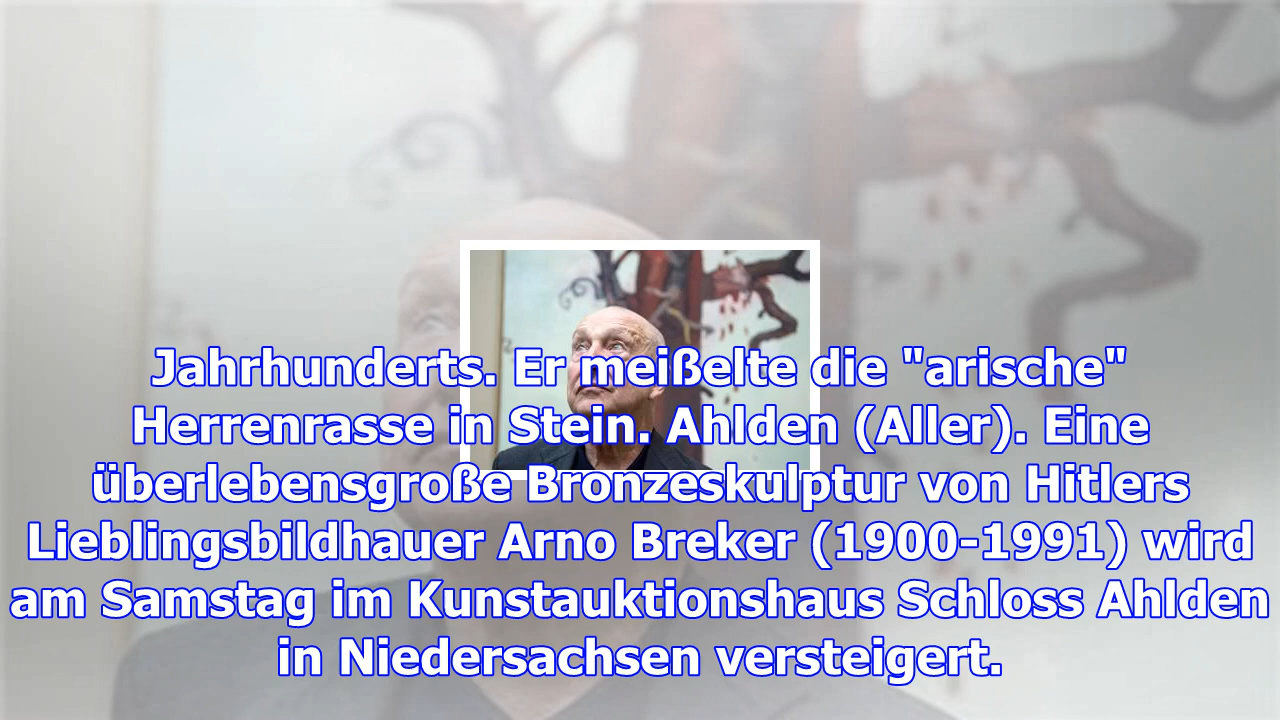 Jahrhunderts. Er meißelte die "arische"
Herrenrasse in Stein. Ahlden (Aller). Eine
überlebensgroße Bronzeskulptur von Hitlers
Lieblingsbildhauer Arno Breker (1900-1991) wird
am Samstag im Kunstauktionshaus Schloss Ahlden
in Niedersachsen versteigert.